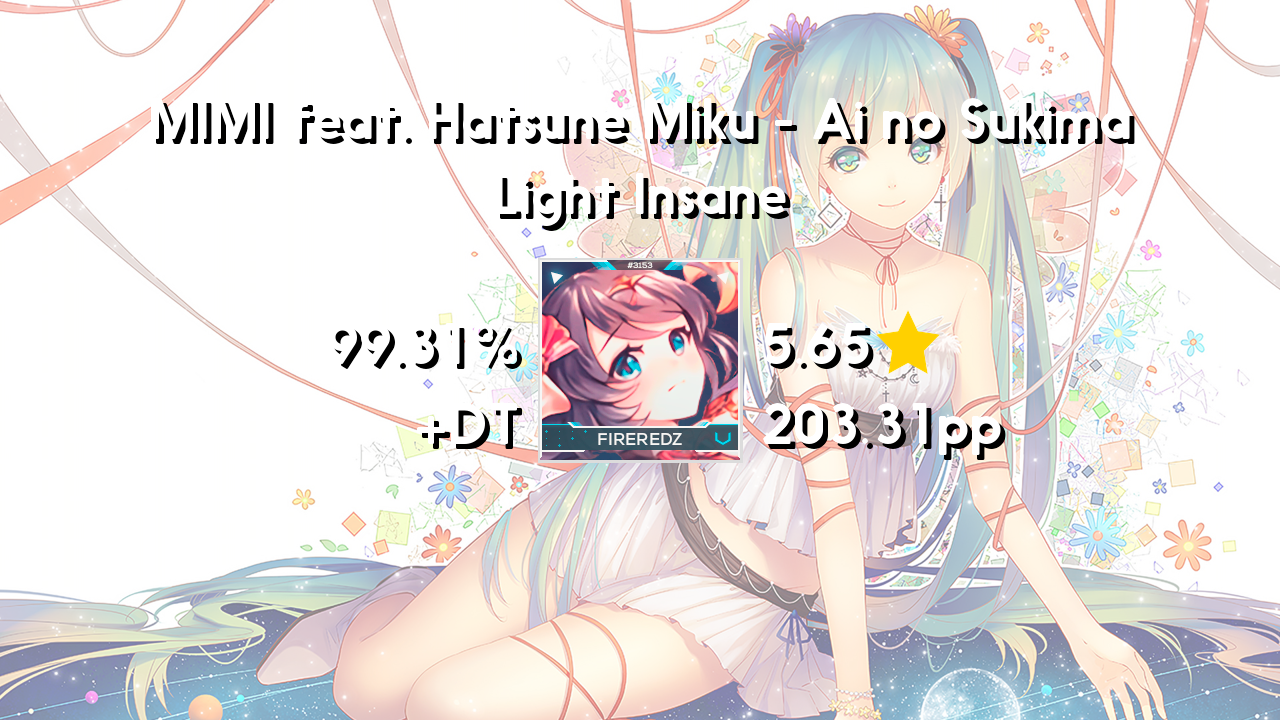 MIMI feat. Hatsune Miku - Ai no Sukima
Light Insane
#3153
99.31%
5.65
+DT
203.31pp
FIREREDZ